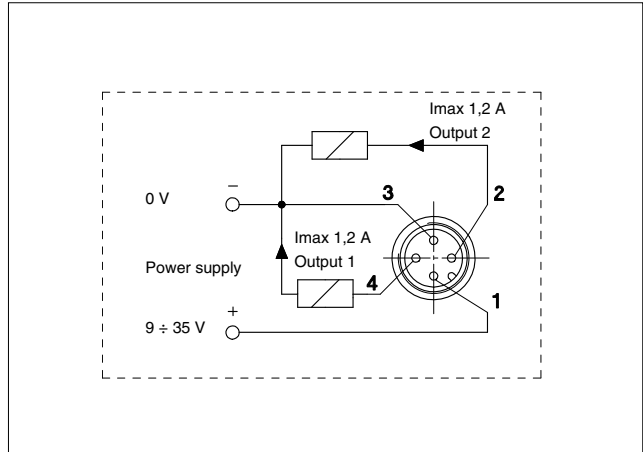 Imax 1,2 A
Output 2
3
2
0 V
−
Imax 1,2 A
Output 1
Power supply
4
1
+
9 ÷ 35 V